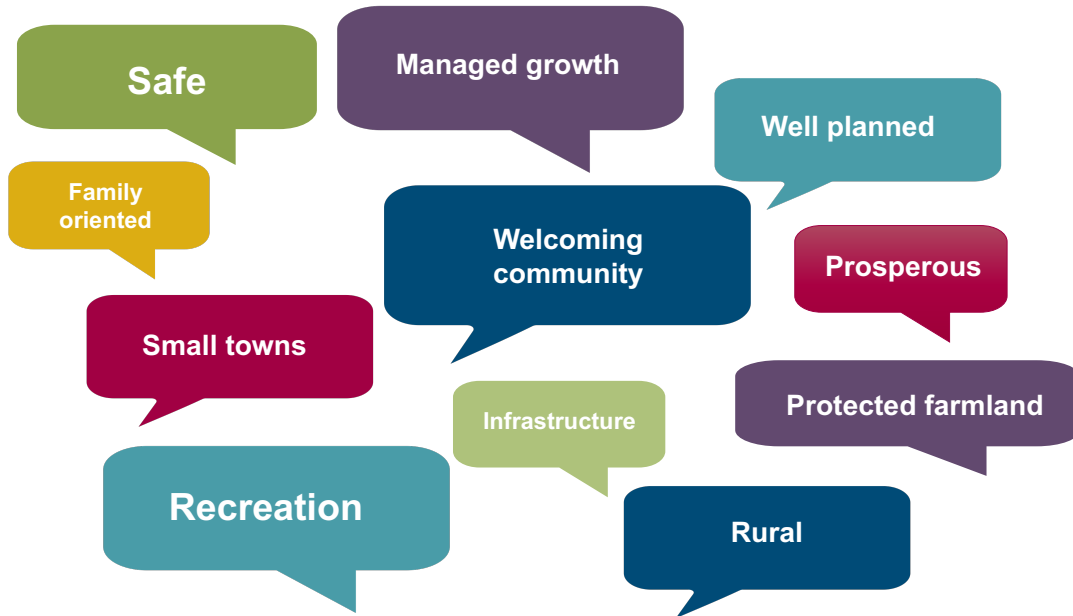 Safe
Managed growth
Well planned
Family
oriented
Welcoming
community
Prosperous
Small towns
Protected farmland
Infrastructure
Recreation
Rural